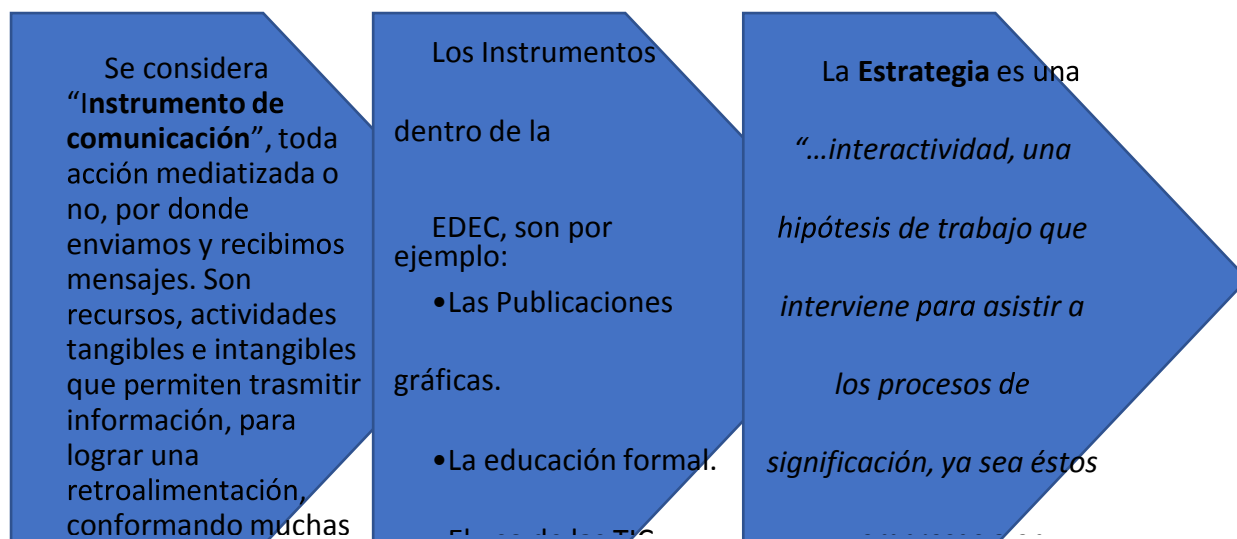 Se considera
“Instrumento de
comunicación”, toda
acción mediatizada o
no, por donde
enviamos y recibimos
mensajes. Son
recursos, actividades
tangibles e intangibles
que permiten trasmitir
información, para
lograr una
retroalimentación,
conformando muchas
Los Instrumentos
dentro de la
EDEC, son por
ejemplo:
•Las Publicaciones
gráficas.
•La educación formal.
La Estrategia es una
“…interactividad, una
hipótesis de trabajo que
interviene para asistir a
los procesos de
significación, ya sea éstos